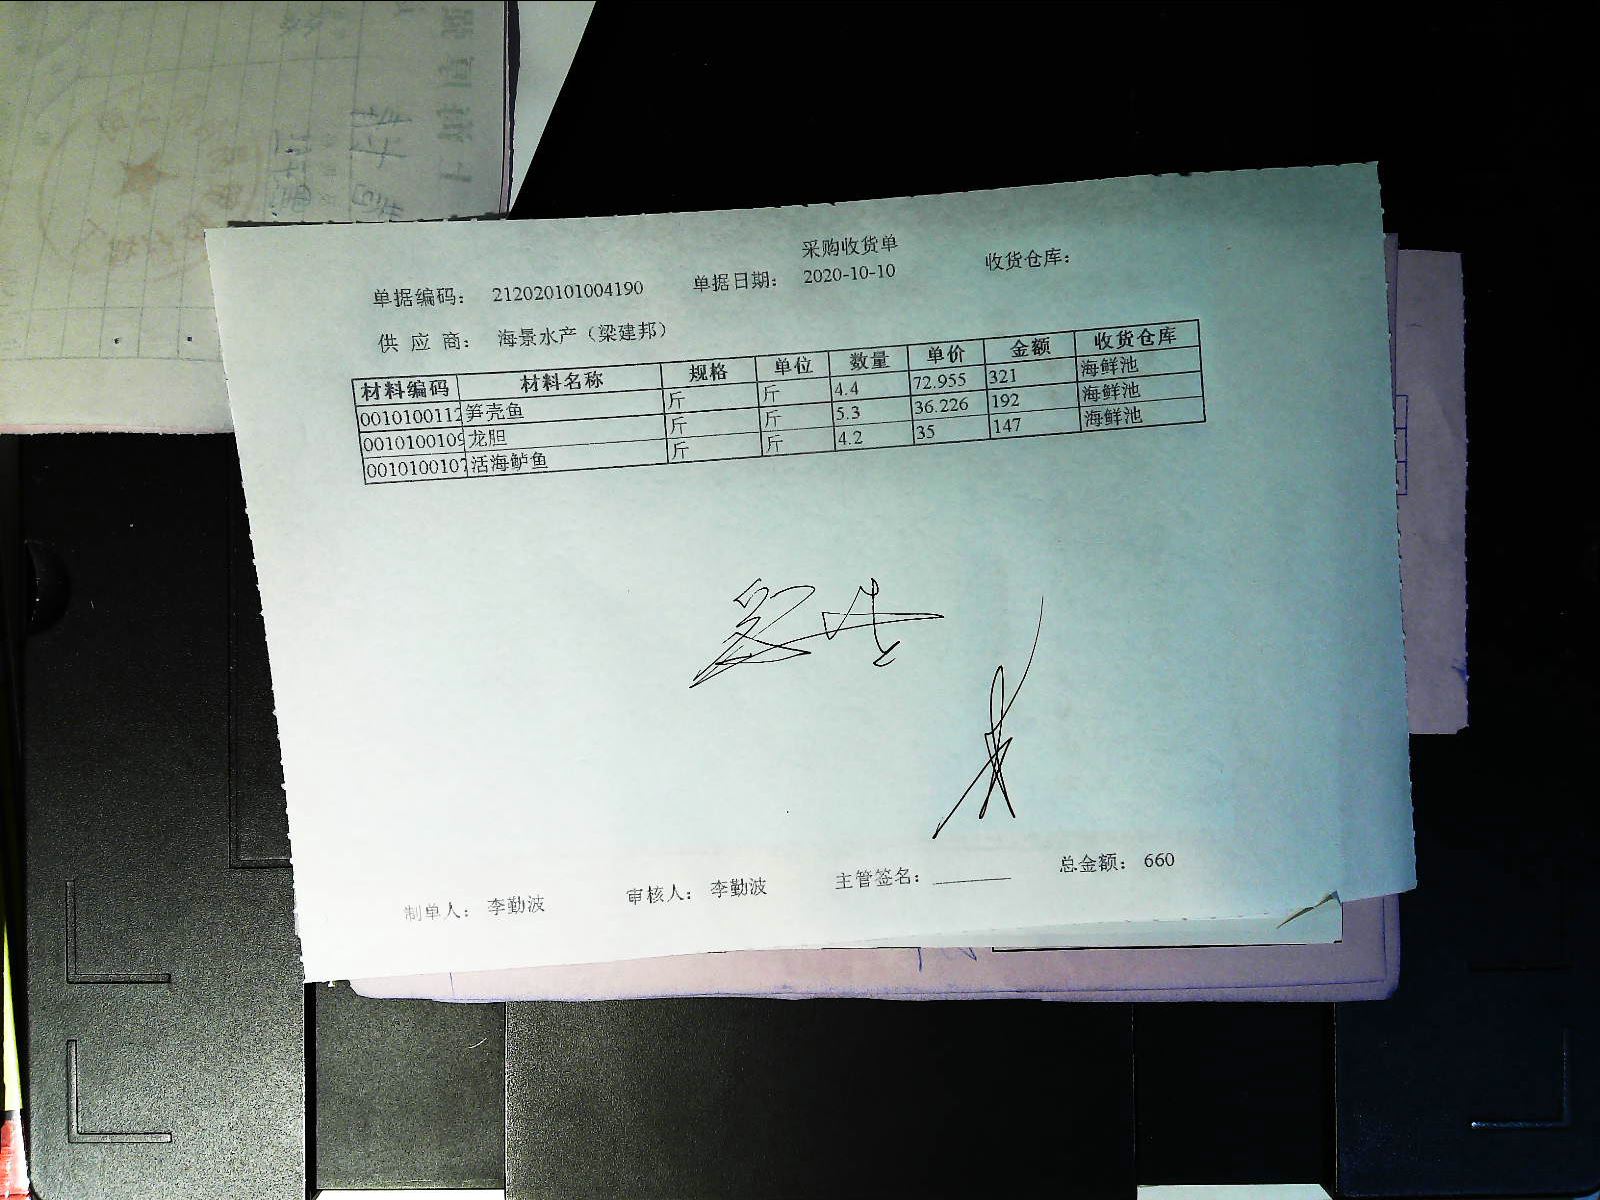 采购收货单
单据编码： 212020101004190 单据日期： 2020-10-10 收货仓库：
供 应 商： 海景水产（梁建邦）
材料编码 材料名称 规格 单位 数量 单价 金额 收货仓库
0010100112 笋壳鱼 斤 斤 4.4 72.955 321 海鲜池
0010100109 龙胆 斤 斤 5.3 36.226 192 海鲜池
0010100107 活海鲈鱼 斤 斤 4.2 35 147 海鲜池
制单人： 李勤波 审核人： 李勤波 主管签名： 总金额： 660